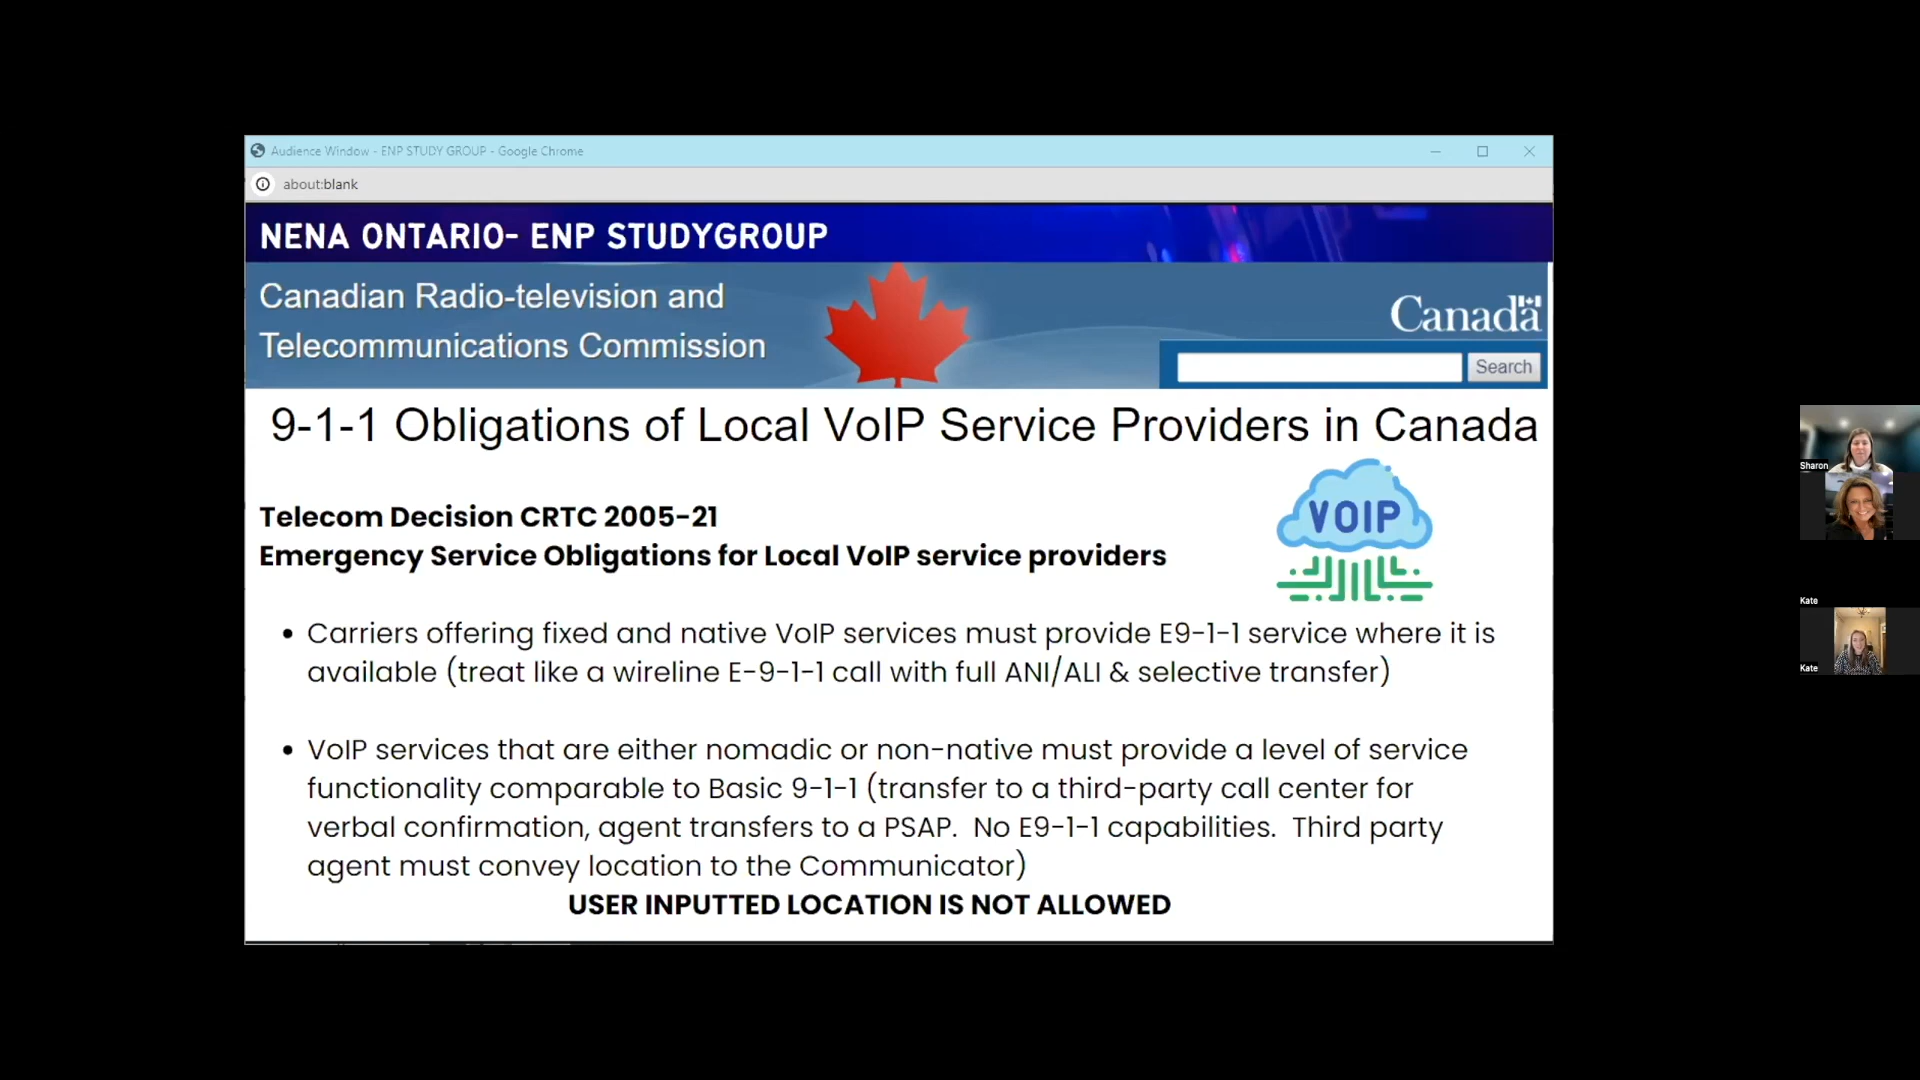 Audience Window - ENP STUDY GROUP - Google Chrome
about:blank
NENA ONTARIO- ENP STUDYGROUP
Canadian Radio-television and
Telecommunications Commission
Canada
Search
9-1-1 Obligations of Local VoIP Service Providers in Canada
VOIP
Telecom Decision CRTC 2005-21
Emergency Service Obligations for Local VoIP service providers
• Carriers offering fixed and native VoIP services must provide E9-1-1 service where it is
available (treat like a wireline E-9-1-1 call with full ANI/ALI & selective transfer)
• VoIP services that are either nomadic or non-native must provide a level of service
functionality comparable to Basic 9-1-1 (transfer to a third-party call center for
verbal confirmation, agent transfers to a PSAP.  No E9-1-1 capabilities.  Third party
agent must convey location to the Communicator)
USER INPUTTED LOCATION IS NOT ALLOWED
Sharon
Kate
Kate